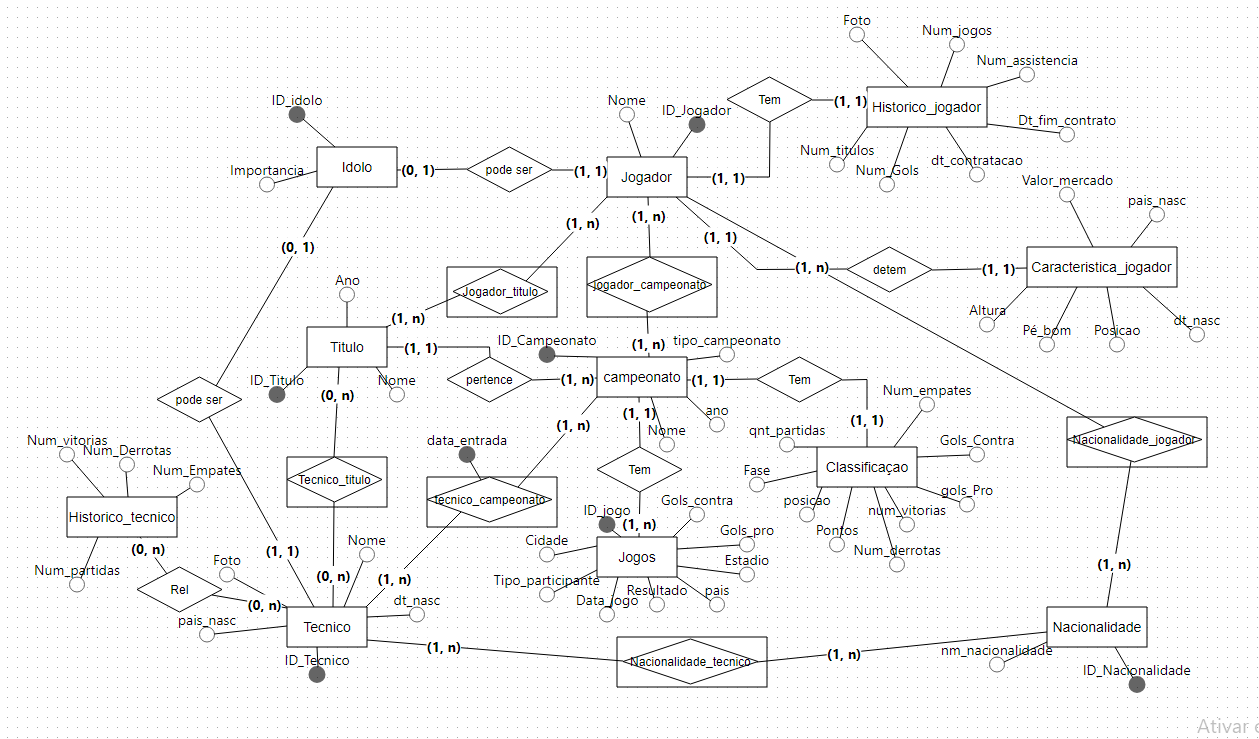 Foto
Num_jogos
Num_assistencia
ID_idolo
Nome
ID_Jogador
Tem
(1, 1)
Historico_jogador
Dt_fim_contrato
Num_titulos
Num_Gols
dt_contratacao
Importancia
Idolo
(0, 1)
pode ser
(1, 1)
Jogador
(1, 1)
Valor_mercado
pais_nasc
(1, n)
(1, n)
(1, 1)
(0, 1)
(1, n)
detem
(1, 1)
Caracteristica_jogador
Ano
Jogador_titulo
jogador_campeonato
Altura
Pé_bom
Posicao
dt_nasc
(1, n)
ID_Campeonato
(1, n)
tipo_campeonato
Titulo
(1, 1)
ID_Titulo
Nome
pertence
(1, n)
campeonato
(1, 1)
Tem
(0, n)
pode ser
(1, 1)
ano
(1, n)
Nome
(1, 1)
Num_empates
qnt_partidas
Gols_Contra
Nacionalidade_jogador
Num_vitorias
Num_Derrotas
Num_Empates
data_entrada
Tem
Fase
Classificaçao
Tecnico_titulo
tecnico_campeonato
posicao
gols_Pro
Historico_tecnico
ID_jogo
(1, n)
Gols_contra
Pontos
num_vitorias
Num_derrotas
(0, n)
(1, 1)
Nome
Cidade
Jogos
Gols_pro
Estadio
Num_partidas
Foto
(0, n)
(1, n)
Tipo_participante
(1, n)
Rel
(0, n)
dt_nasc
Data_jogo
Resultado
pais
pais_nasc
Tecnico
Nacionalidade
ID_Tecnico
(1, n)
Nacionalidade_tecnico
(1, n)
nm_nacionalidade
ID_Nacionalidade